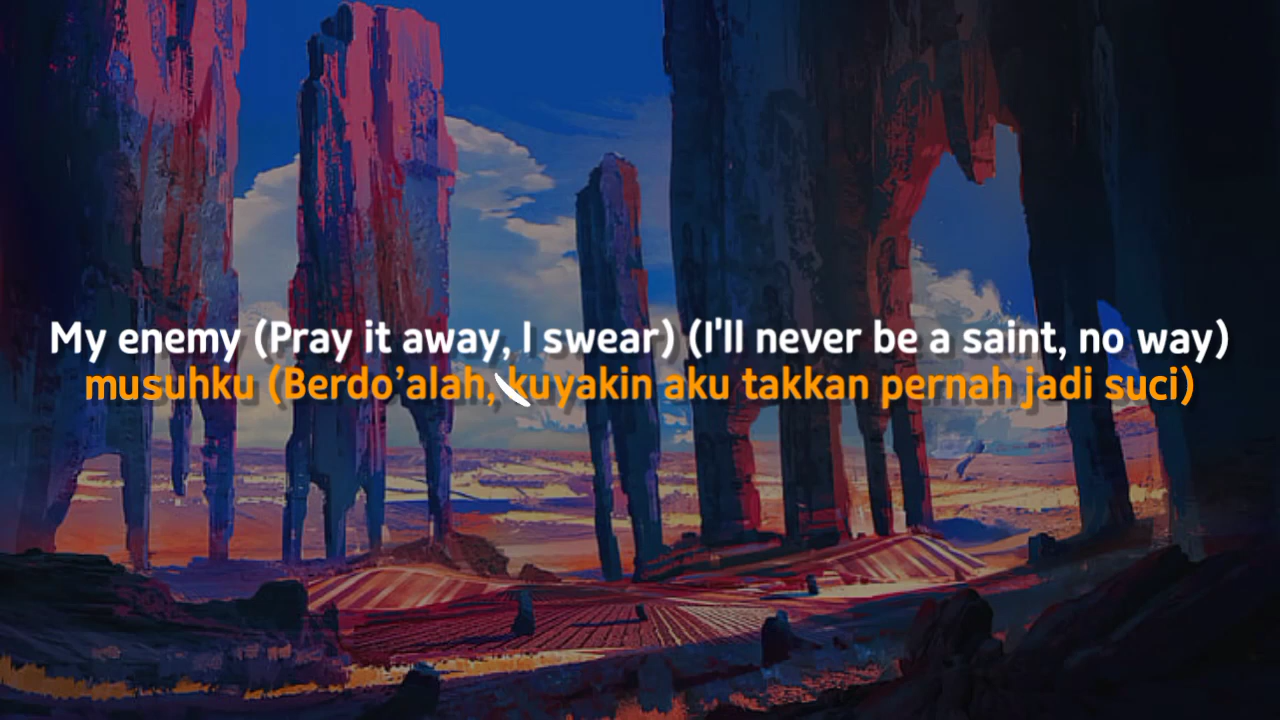 My enemy (Pray it away, I swear) (I'll never be a saint, no way)
musuhku (Berdo’alah, kuyakin aku takkan pernah jadi suci)